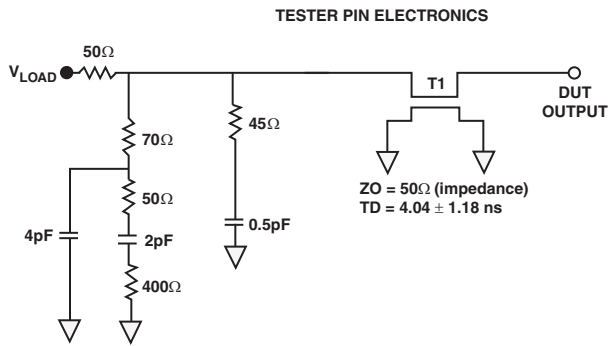 TESTER PIN ELECTRONICS
50Ω
VLOAD
T1
DUT
OUTPUT
70Ω
45Ω
50Ω
ZO = 50Ω (impedance)
TD = 4.04 ± 1.18 ns
4pF
2pF
0.5pF
400Ω